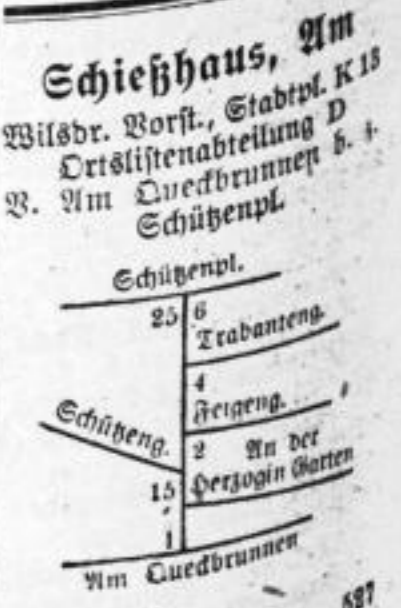 Schießhaus, Am
Wilsdr. Vorst., Stadtpl. K 13
Ortslistenabteilung D
V. Am Queckbrunnen b. z.
Schützenpl.
Schützenpl.
25 6
Trabanteng.
4
Feigeng.
Schützeng.
2 An der
Herzogin Garten
15
1
Am Queckbrunnen